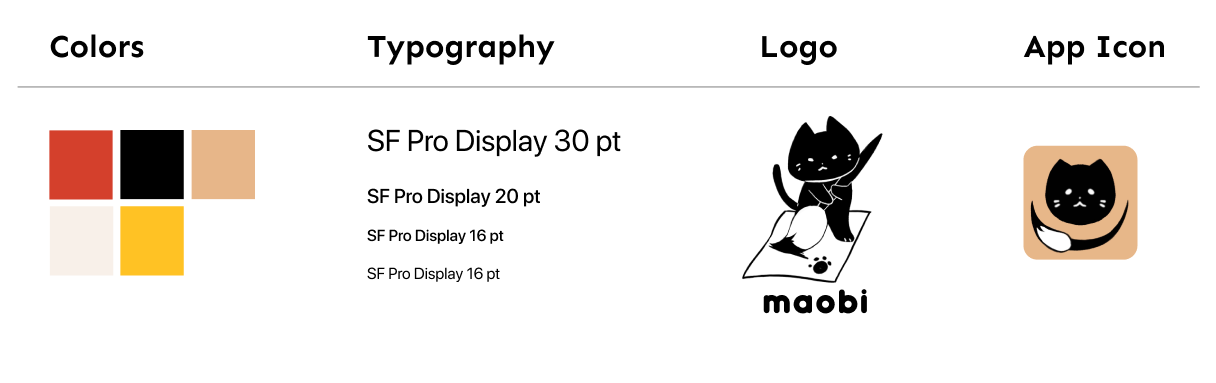 Colors Typography Logo App Icon
SF Pro Display 30 pt
SF Pro Display 20 pt
SF Pro Display 16 pt
SF Pro Display 16 pt
maobi